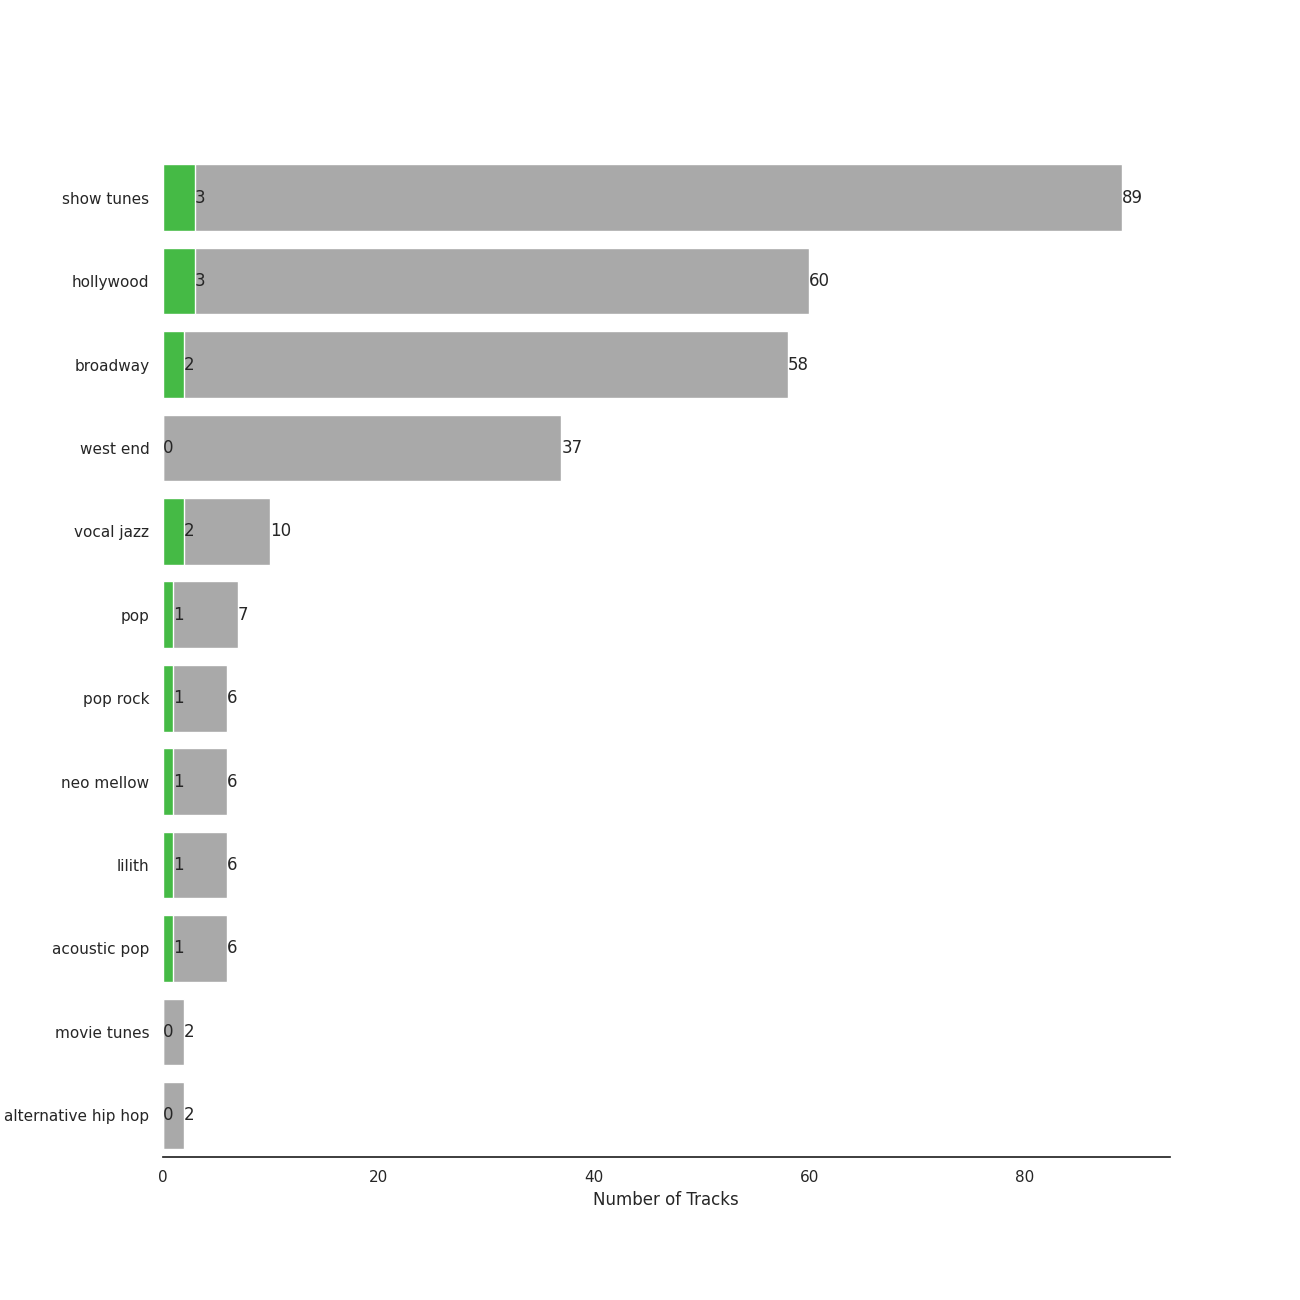 show tunes 3 89
hollywood 3 60
broadway 2 58
west end 0 37
vocal jazz 2 10
pop 1 7
pop rock 1 6
neo mellow 1 6
lilith 1 6
acoustic pop 1 6
movie tunes 0 2
alternative hip hop 0 2
0 20 40 60 80
Number of Tracks